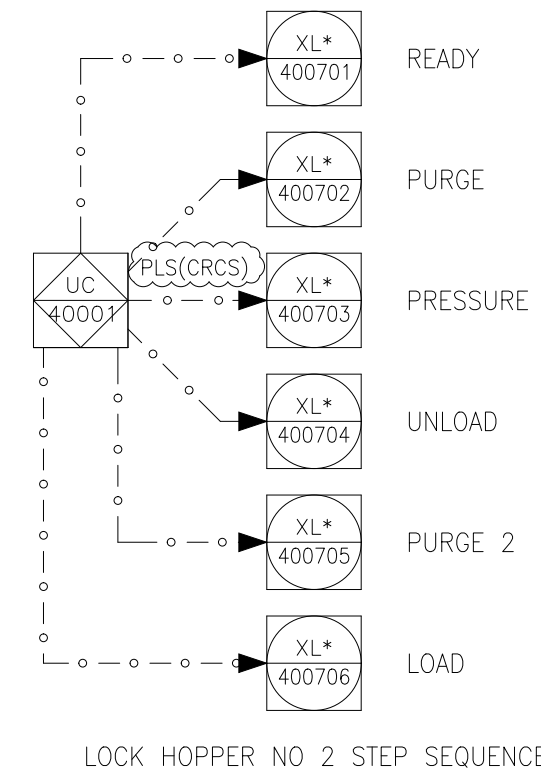 XL*
400701
READY
XL*
400702
PURGE
UC
40001
PLS(CRCS)
XL*
400703
PRESSURE
XL*
400704
UNLOAD
XL*
400705
PURGE 2
XL*
400706
LOAD
LOCK HOPPER NO 2 STEP SEQUENCE